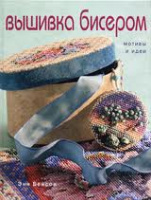 вышивка бисером
мотивы и идеи
Энн Бенсон